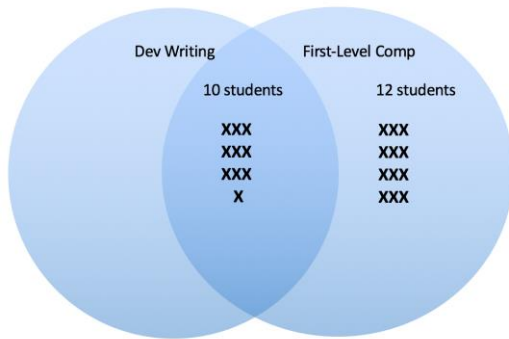 Dev Writing First-Level Comp
10 students 12 students
XXX XXX
XXX XXX
XXX XXX
X XXX